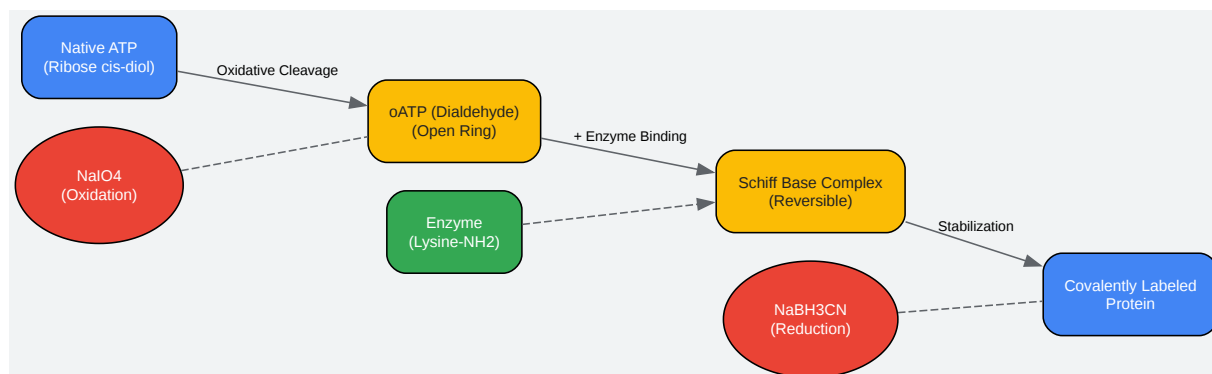 Native ATP
(Ribose cis-diol)
Oxidative Cleavage
NaIO4
(Oxidation)
oATP (Dialdehyde)
(Open Ring)
+ Enzyme Binding
Enzyme
(Lysine-NH2)
Schiff Base Complex
(Reversible)
Stabilization
NaBH3CN
(Reduction)
Covalently Labeled
Protein